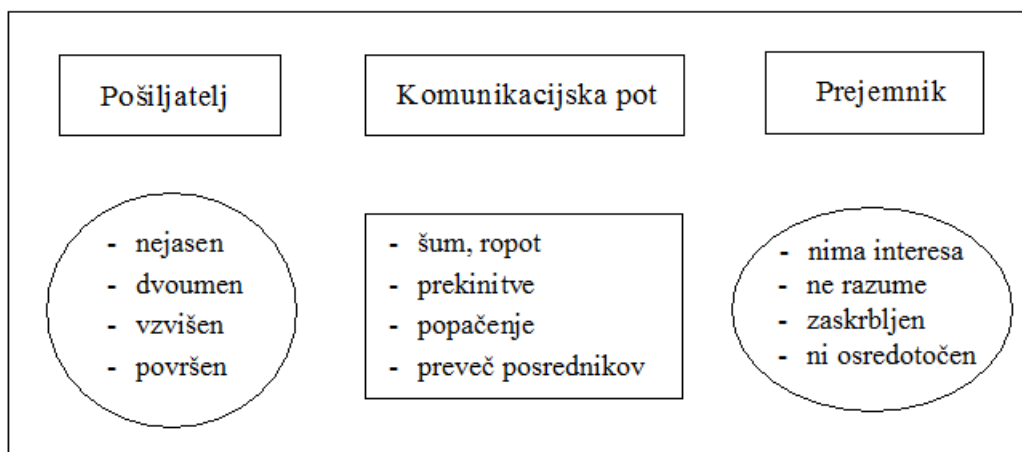 Pošiljatelj
Komunikacijska pot
Prejemnik
- nejasen
- dvoumen
- vzvišen
- površen
- šum, ropot
- prekinitve
- popačenje
- preveč posrednikov
- nima interesa
- ne razume
- zaskrbljen
- ni osredotočen